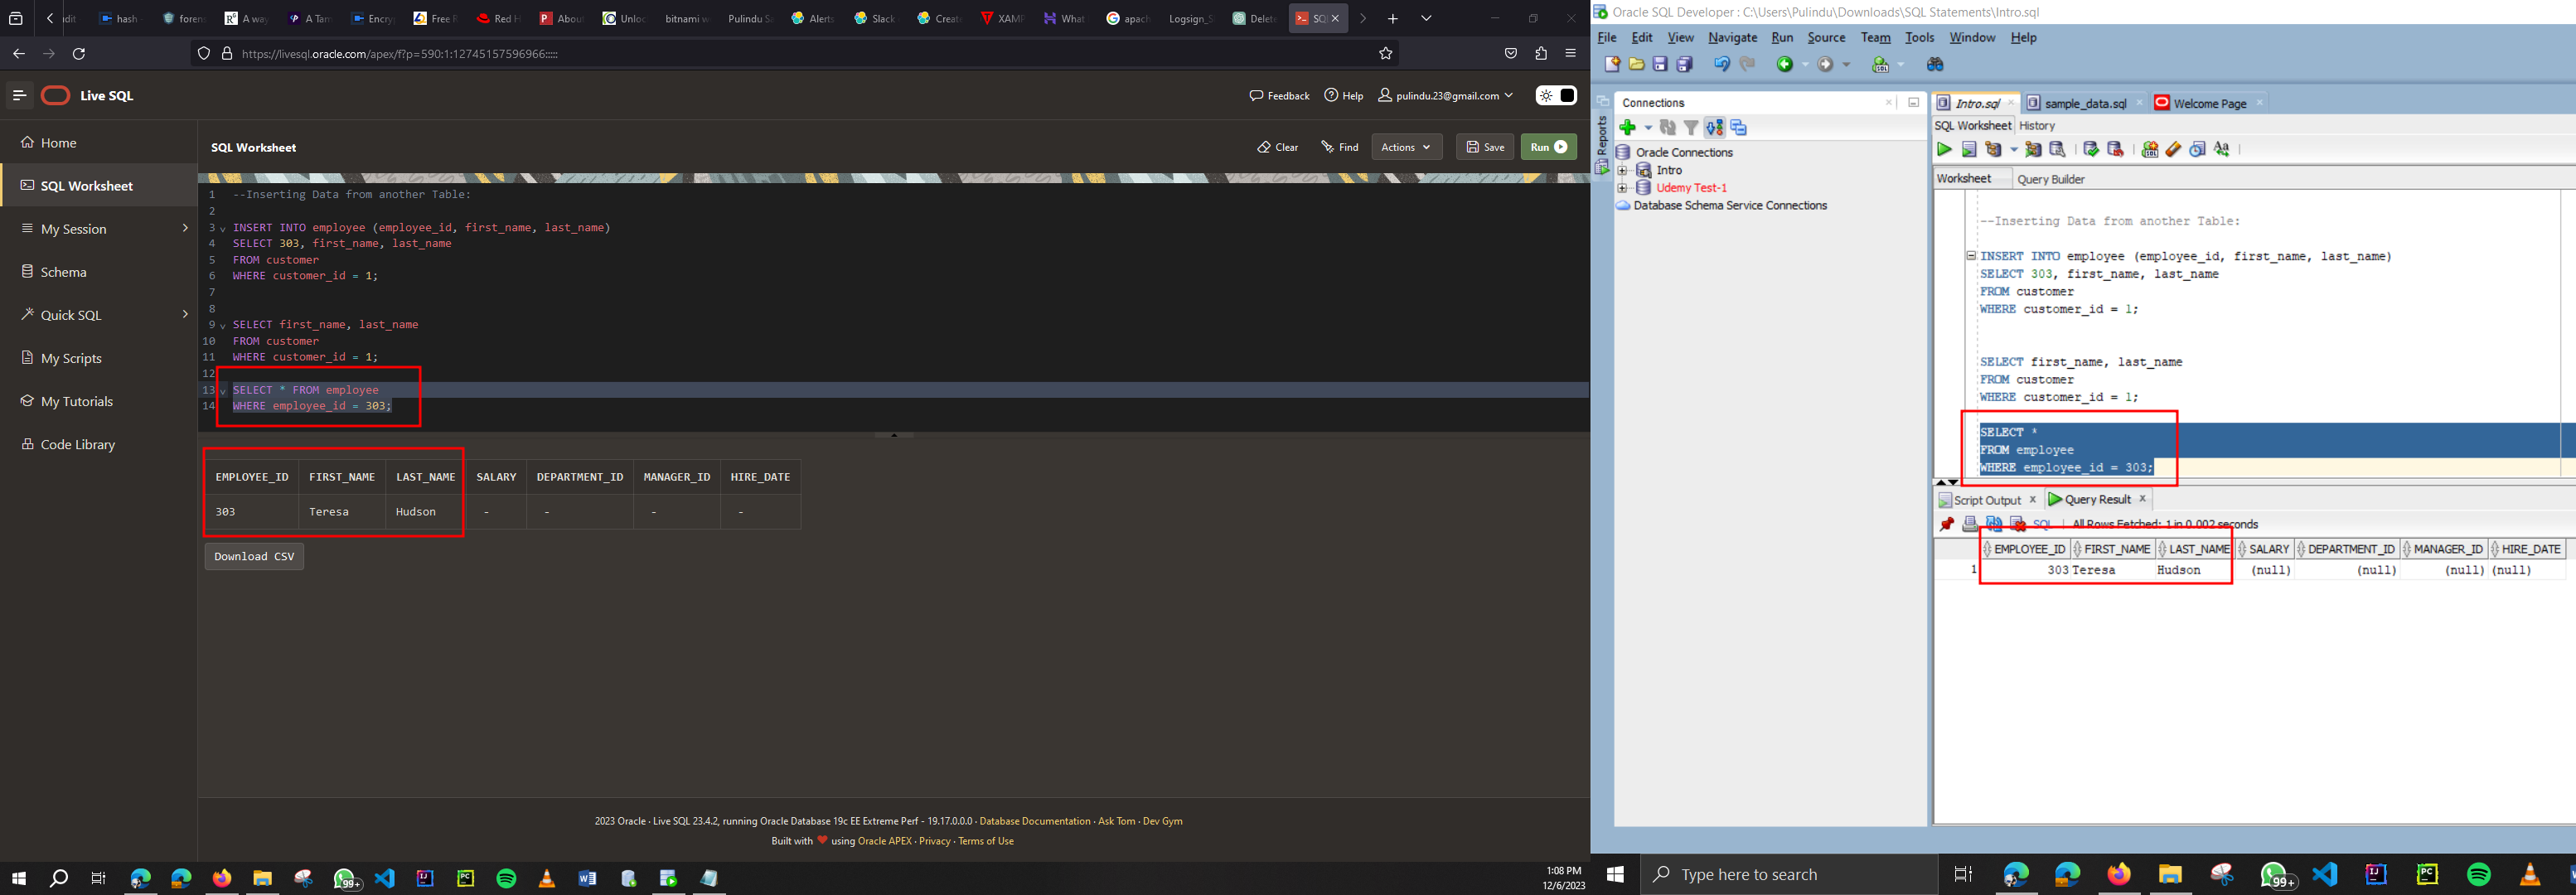 hash
forens
A way
A Tam
Encry
Free R
Red H
Abou
Unloc
bitnami w
Pulindu Sa
Alerts
Slack
Create
XAMP
What
apach
Logsign_S
Delete
SQL
https://livesql.oracle.com/apex/f?p=590:1:12745157596966:::::
Live SQL
Feedback
Help
pulindu.23@gmail.com
Home
SQL Worksheet
My Session
Schema
Quick SQL
My Scripts
My Tutorials
Code Library
SQL Worksheet
Clear
Find
Actions
Save
Run
1 --Inserting Data from another Table:
2
3 INSERT INTO employee (employee_id, first_name, last_name)
4 SELECT 303, first_name, last_name
5 FROM customer
6 WHERE customer_id = 1;
7
8
9 SELECT first_name, last_name
10 FROM customer
11 WHERE customer_id = 1;
12
13 SELECT * FROM employee
14 WHERE employee_id = 303;
EMPLOYEE_ID FIRST_NAME LAST_NAME SALARY DEPARTMENT_ID MANAGER_ID HIRE_DATE
303 Teresa Hudson - - - -
Download CSV
2023 Oracle · Live SQL 23.4.2, running Oracle Database 19c EE Extreme Perf - 19.17.0.0.0 · Database Documentation · Ask Tom · Dev Gym
Built with ❤ using Oracle APEX · Privacy · Terms of Use
99+
1:08 PM
12/6/2023
Oracle SQL Developer : C:\Users\Pulindu\Downloads\SQL Statements\Intro.sql
File Edit View Navigate Run Source Team Tools Window Help
Reports
Connections
Oracle Connections
Intro
Udemy Test-1
Database Schema Service Connections
Intro.sql sample_data.sql Welcome Page
SQL Worksheet History
Worksheet Query Builder
--Inserting Data from another Table:
INSERT INTO employee (employee_id, first_name, last_name)
SELECT 303, first_name, last_name
FROM customer
WHERE customer_id = 1;
SELECT first_name, last_name
FROM customer
WHERE customer_id = 1;
SELECT *
FROM employee
WHERE employee_id = 303;
Script Output Query Result
SQL | All Rows Fetched: 1 in 0.002 seconds
EMPLOYEE_ID FIRST_NAME LAST_NAME SALARY DEPARTMENT_ID MANAGER_ID HIRE_DATE
1 303 Teresa Hudson (null) (null) (null) (null)
Type here to search
99+